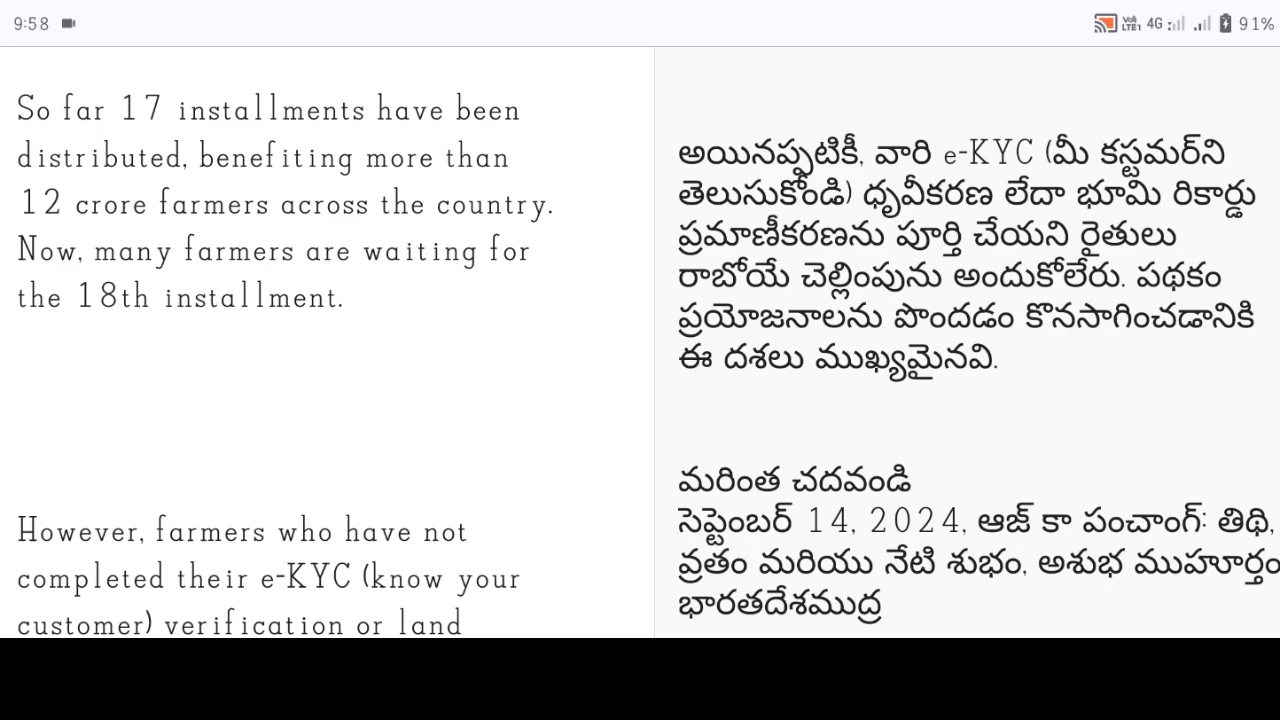 9:58
VoLTE1 4G 91%
So far 17 installments have been
distributed, benefiting more than
12 crore farmers across the country.
Now, many farmers are waiting for
the 18th installment.
However, farmers who have not
completed their e-KYC (know your
customer) verification or land
అయినప్పటికీ, వారి e-KYC (మీ కస్టమర్‌ని
తెలుసుకోండి) ధృవీకరణ లేదా భూమి రికార్డు
ప్రమాణీకరణను పూర్తి చేయని రైతులు
రాబోయే చెల్లింపును అందుకోలేరు. పథకం
ప్రయోజనాలను పొందడం కొనసాగించడానికి
ఈ దశలు ముఖ్యమైనవి.
మరింత చదవండి
సెప్టెంబర్ 14, 2024, ఆజ్ కా పంచాంగ్: తిథి,
వ్రతం మరియు నేటి శుభం, అశుభ ముహూర్తం
భారతదేశముద్ర